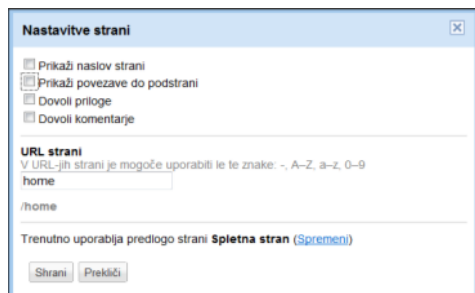 Nastavitve strani
Prikaži naslov strani
Prikaži povezave do podstrani
Dovoli priloge
Dovoli komentarje
URL strani
V URL-jih strani je mogoče uporabiti le te znake: -, A–Z, a–z, 0–9
home
/home
Trenutno uporablja predlogo strani Spletna stran (Spremeni)
Shrani Prekliči